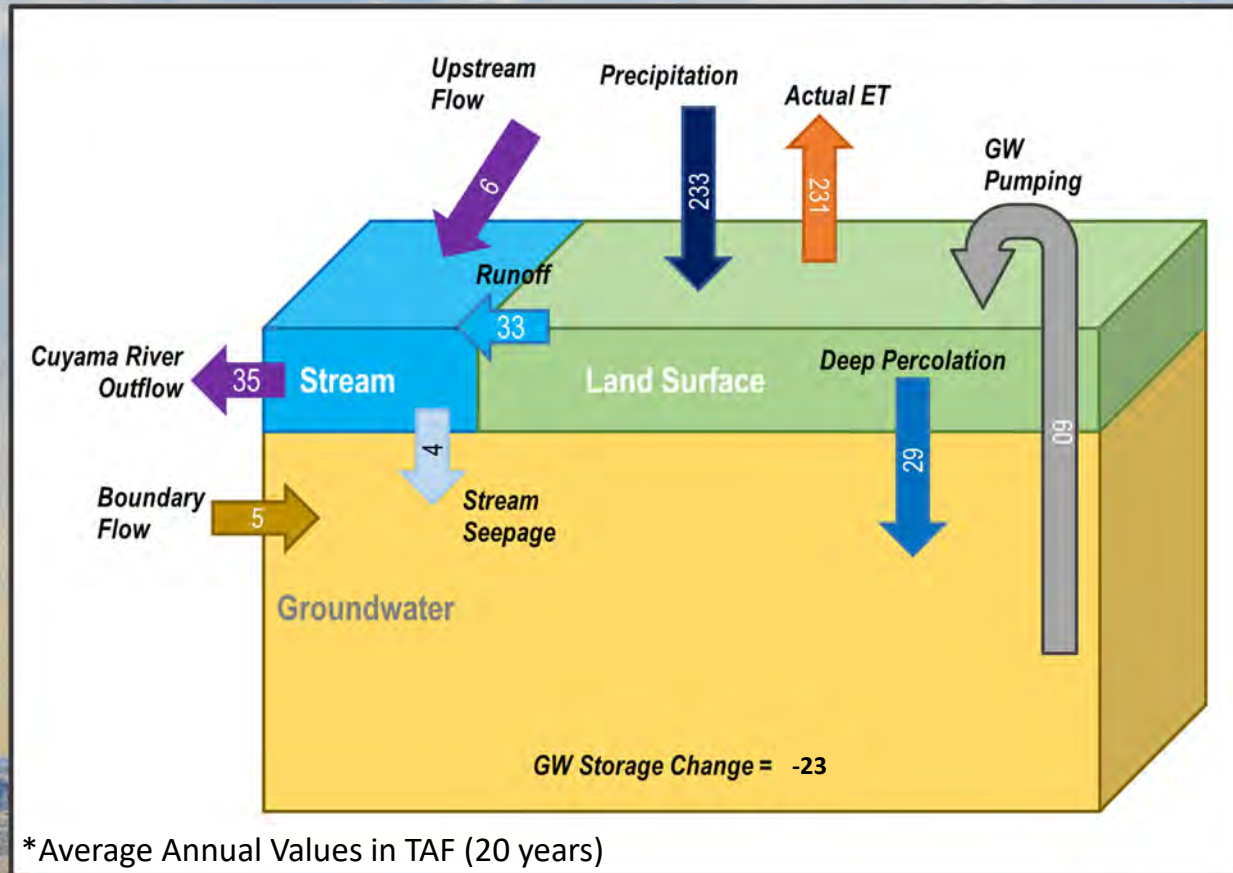 Upstream
Flow
Precipitation
Actual ET
GW
Pumping
6
233
231
Runoff
33
Cuyama River
Outflow
35
Stream
Land Surface
Deep Percolation
4
29
60
Boundary
Flow
5
Stream
Seepage
Groundwater
GW Storage Change = -23
*Average Annual Values in TAF (20 years)